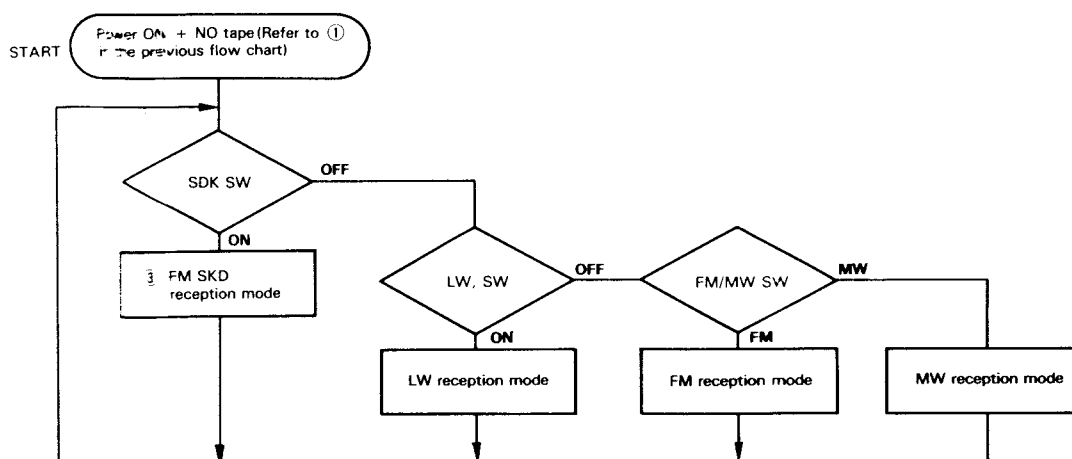 Power ON + NO tape (Refer to ①
in the previous flow chart)
START
SDK SW
OFF
ON
3 FM SKD
reception mode
LW, SW
OFF
FM/MW SW
MW
ON
FM
LW reception mode
FM reception mode
MW reception mode